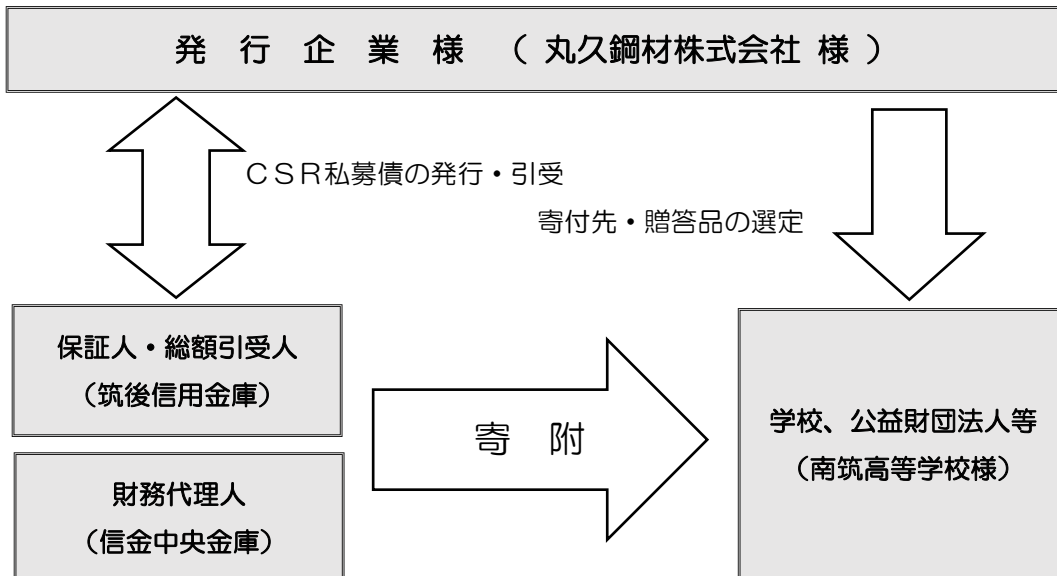 発 行 企 業 様 （ 丸久鋼材株式会社 様 ）
ＣＳＲ私募債の発行・引受
寄付先・贈答品の選定
保証人・総額引受人
（筑後信用金庫）
寄 附
学校、公益財団法人等
（南筑高等学校様）
財務代理人
（信金中央金庫）